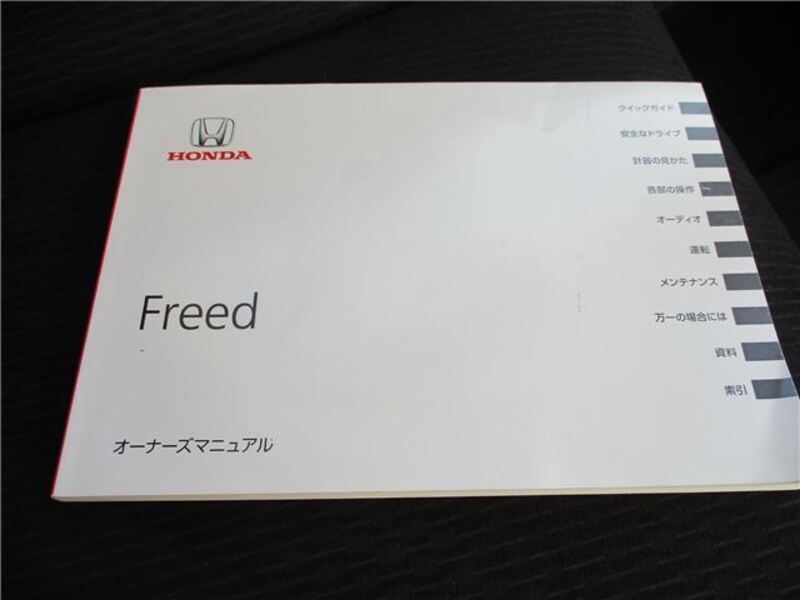 HONDA
Freed
オーナーズマニュアル
クイックガイド
安全なドライブ
計器の見かた
各部の操作
オーディオ
運転
メンテナンス
万一の場合には
資料
索引